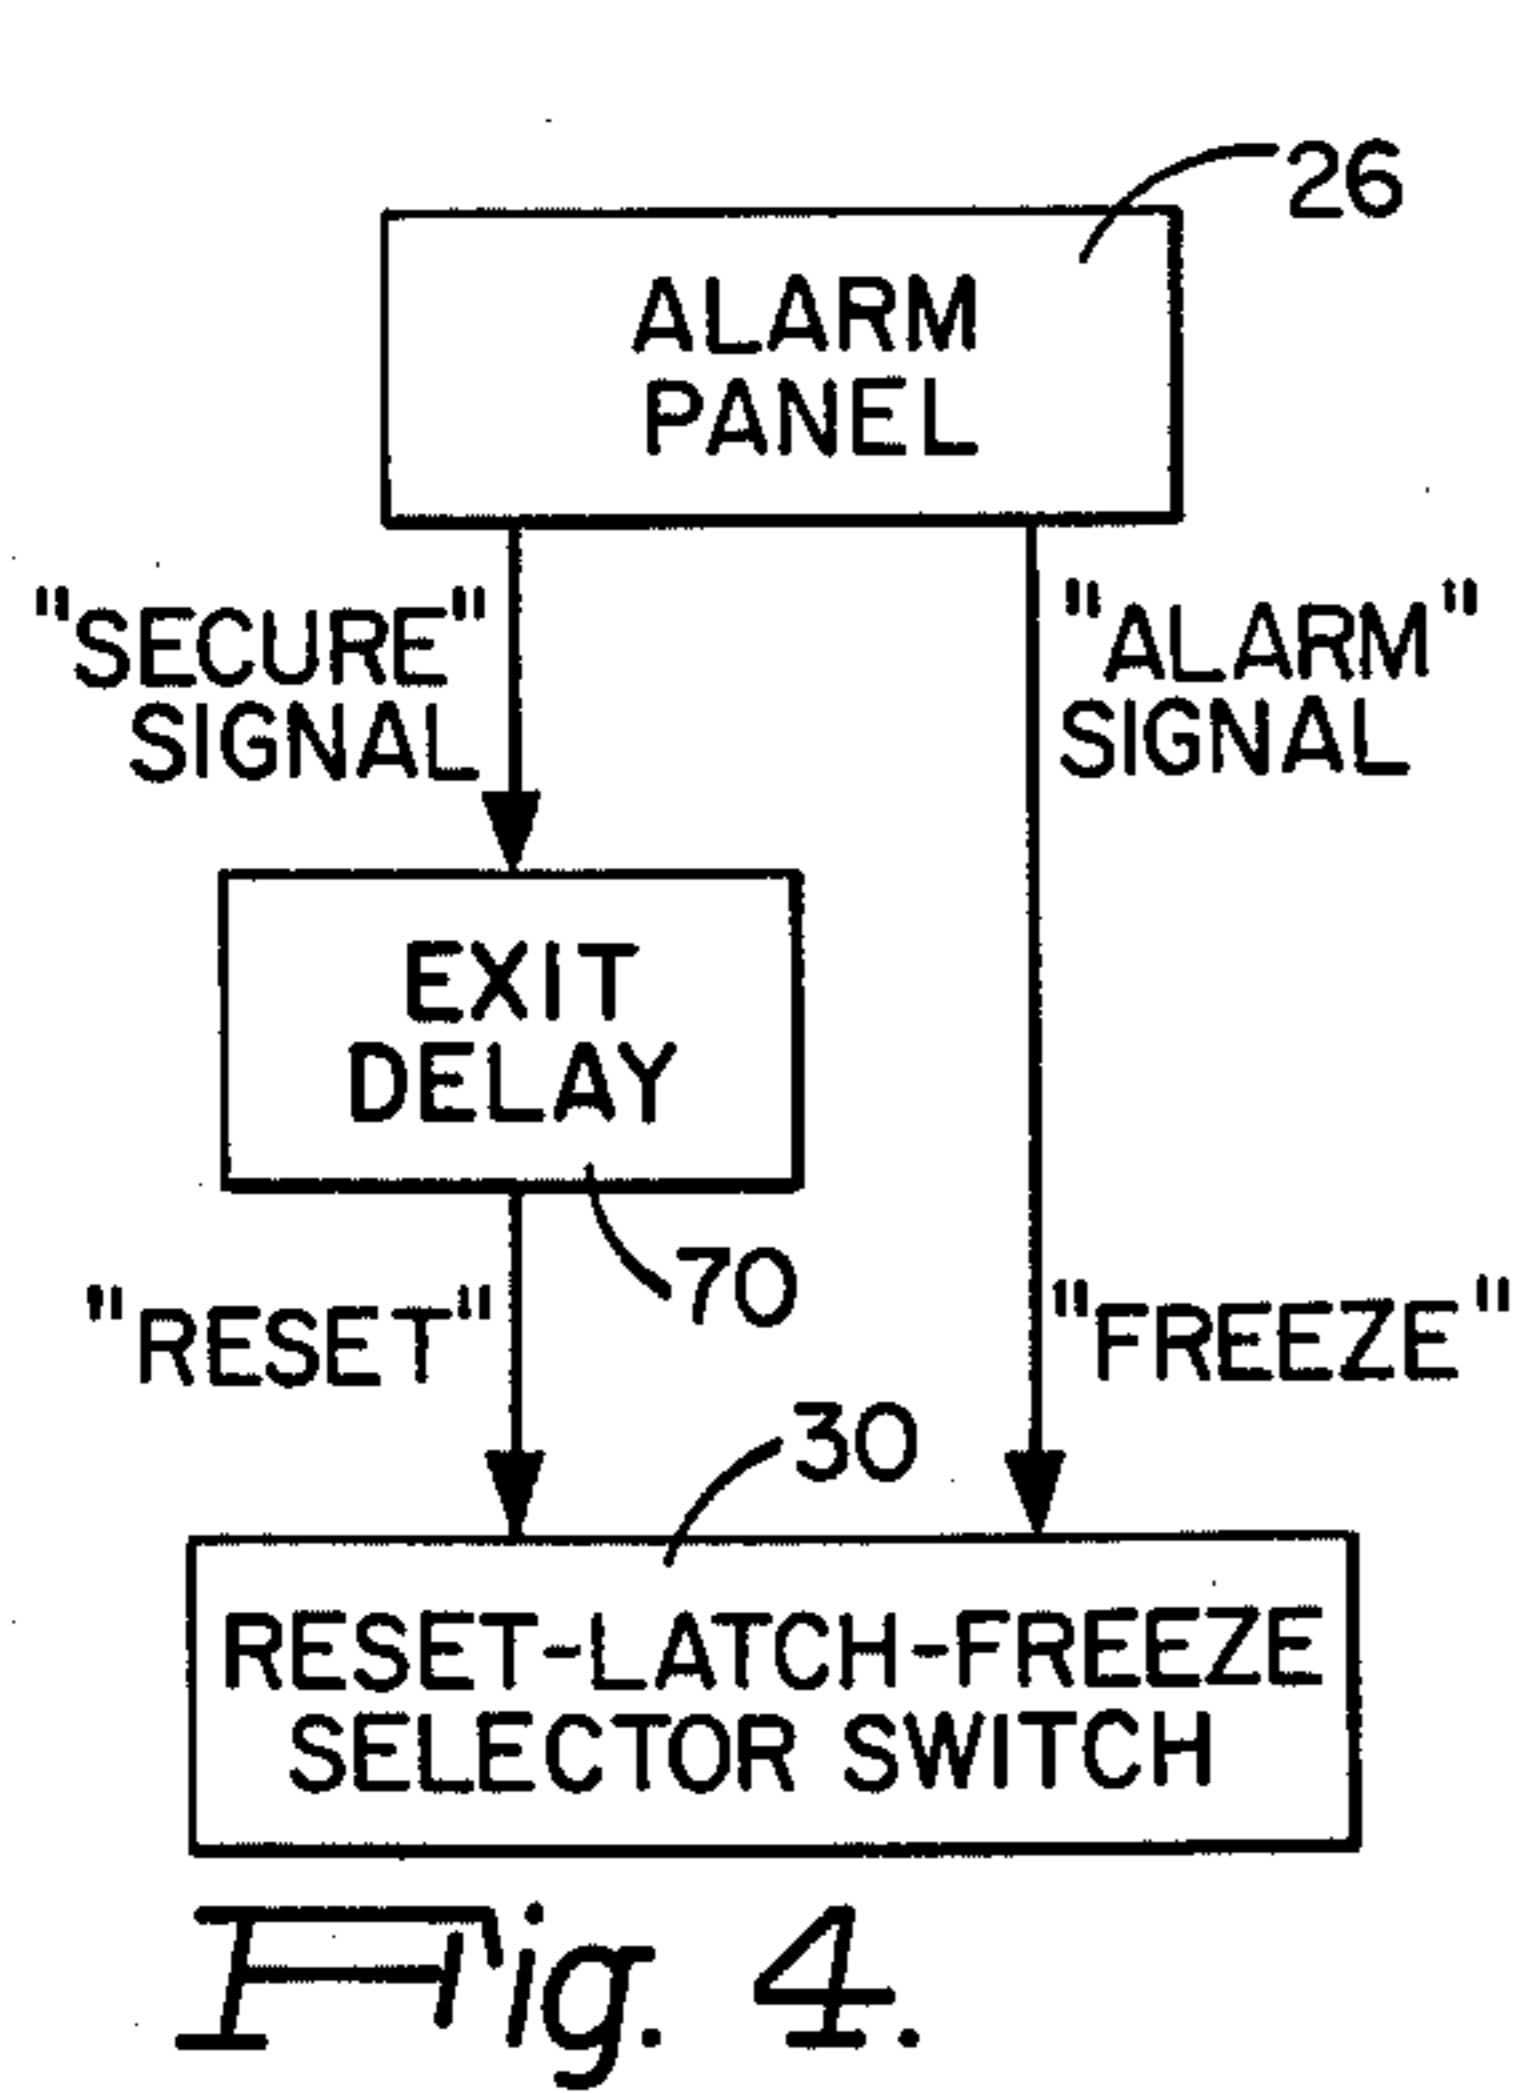 26
ALARM
PANEL
"SECURE"
SIGNAL
"ALARM"
SIGNAL
EXIT
DELAY
70
"RESET"
"FREEZE"
30
RESET-LATCH-FREEZE
SELECTOR SWITCH
Fig. 4.